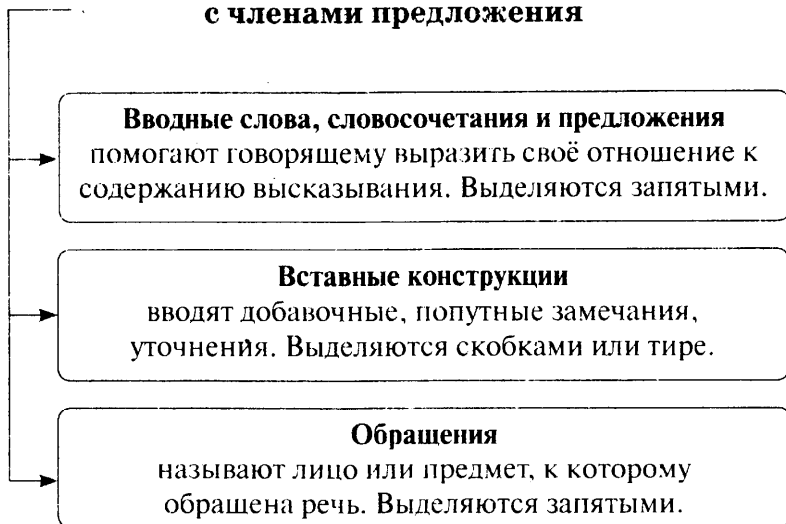 с членами предложения
Вводные слова, словосочетания и предложения
помогают говорящему выразить своё отношение к
содержанию высказывания. Выделяются запятыми.
Вставные конструкции
вводят добавочные, попутные замечания,
уточнения. Выделяются скобками или тире.
Обращения
называют лицо или предмет, к которому
обращена речь. Выделяются запятыми.